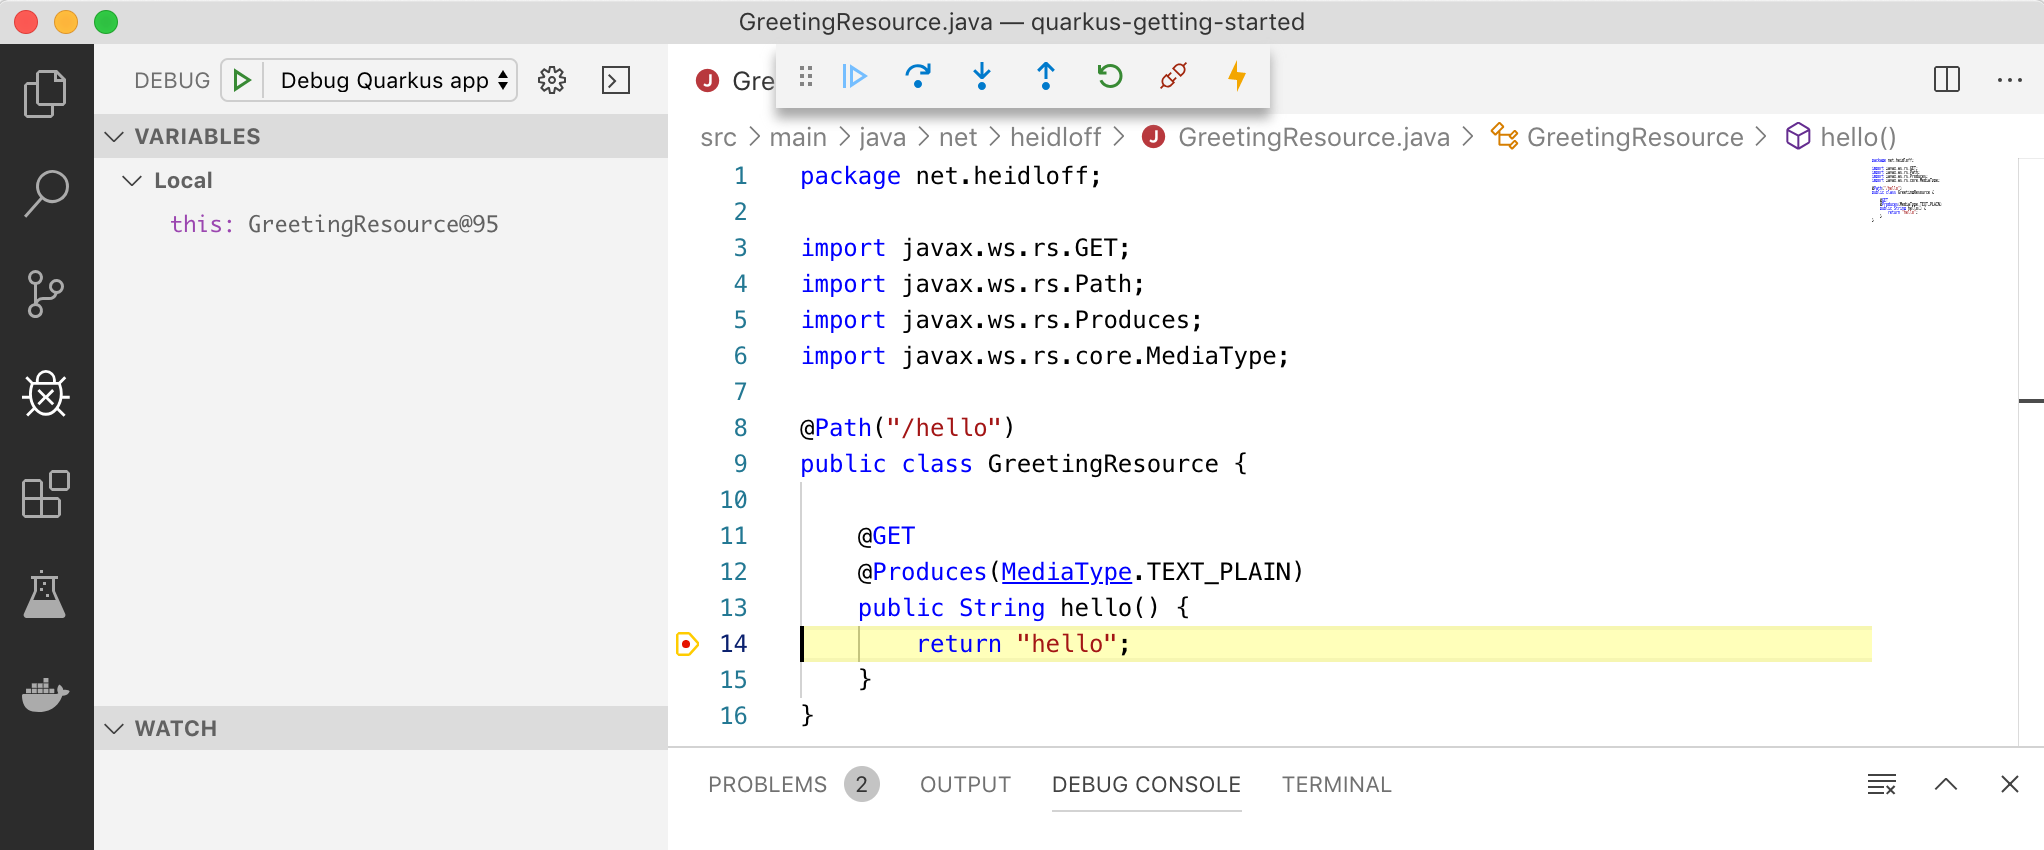 GreetingResource.java — quarkus-getting-started
DEBUG Debug Quarkus app
VARIABLES
Local
this: GreetingResource@95
WATCH
J Gre
src > main > java > net > heidloff > J GreetingResource.java > GreetingResource > hello()
1 package net.heidloff;
2
3 import javax.ws.rs.GET;
4 import javax.ws.rs.Path;
5 import javax.ws.rs.Produces;
6 import javax.ws.rs.core.MediaType;
7
8 @Path("/hello")
9 public class GreetingResource {
10
11 @GET
12 @Produces(MediaType.TEXT_PLAIN)
13 public String hello() {
14 return "hello";
15 }
16 }
PROBLEMS 2 OUTPUT DEBUG CONSOLE TERMINAL